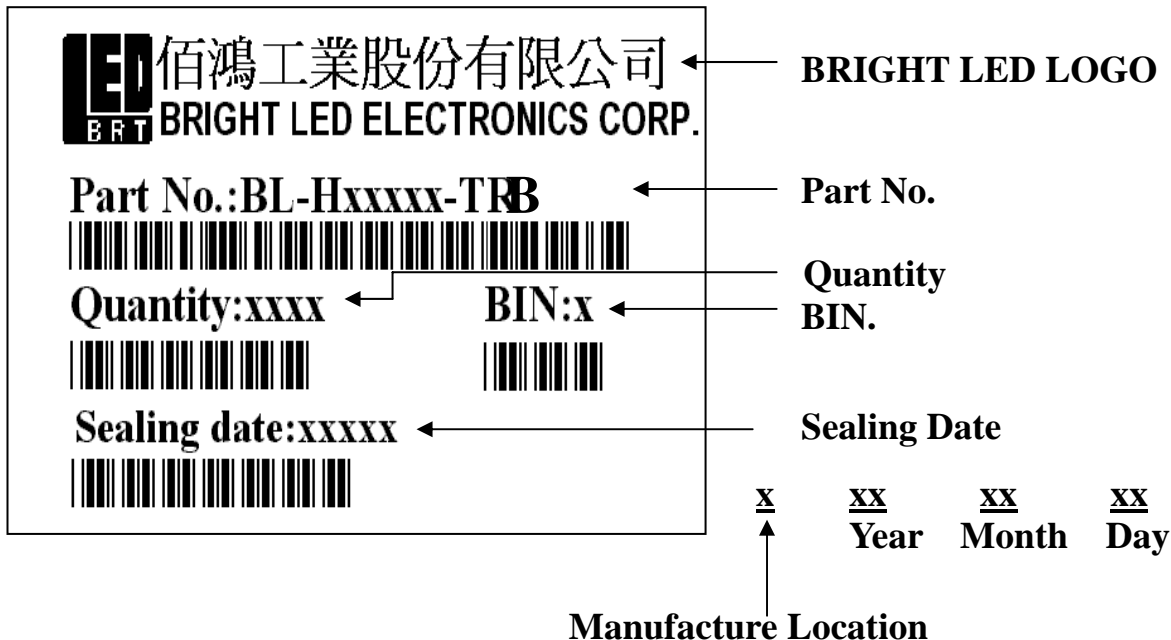 LED
BRT
佰鴻工業股份有限公司
BRIGHT LED ELECTRONICS CORP.
BRIGHT LED LOGO
Part No.:BL-Hxxxxx-TRB
Part No.
Quantity:xxxx
BIN:x
Quantity
BIN.
Sealing date:xxxxx
Sealing Date
x xx xx xx
Year Month Day
Manufacture Location